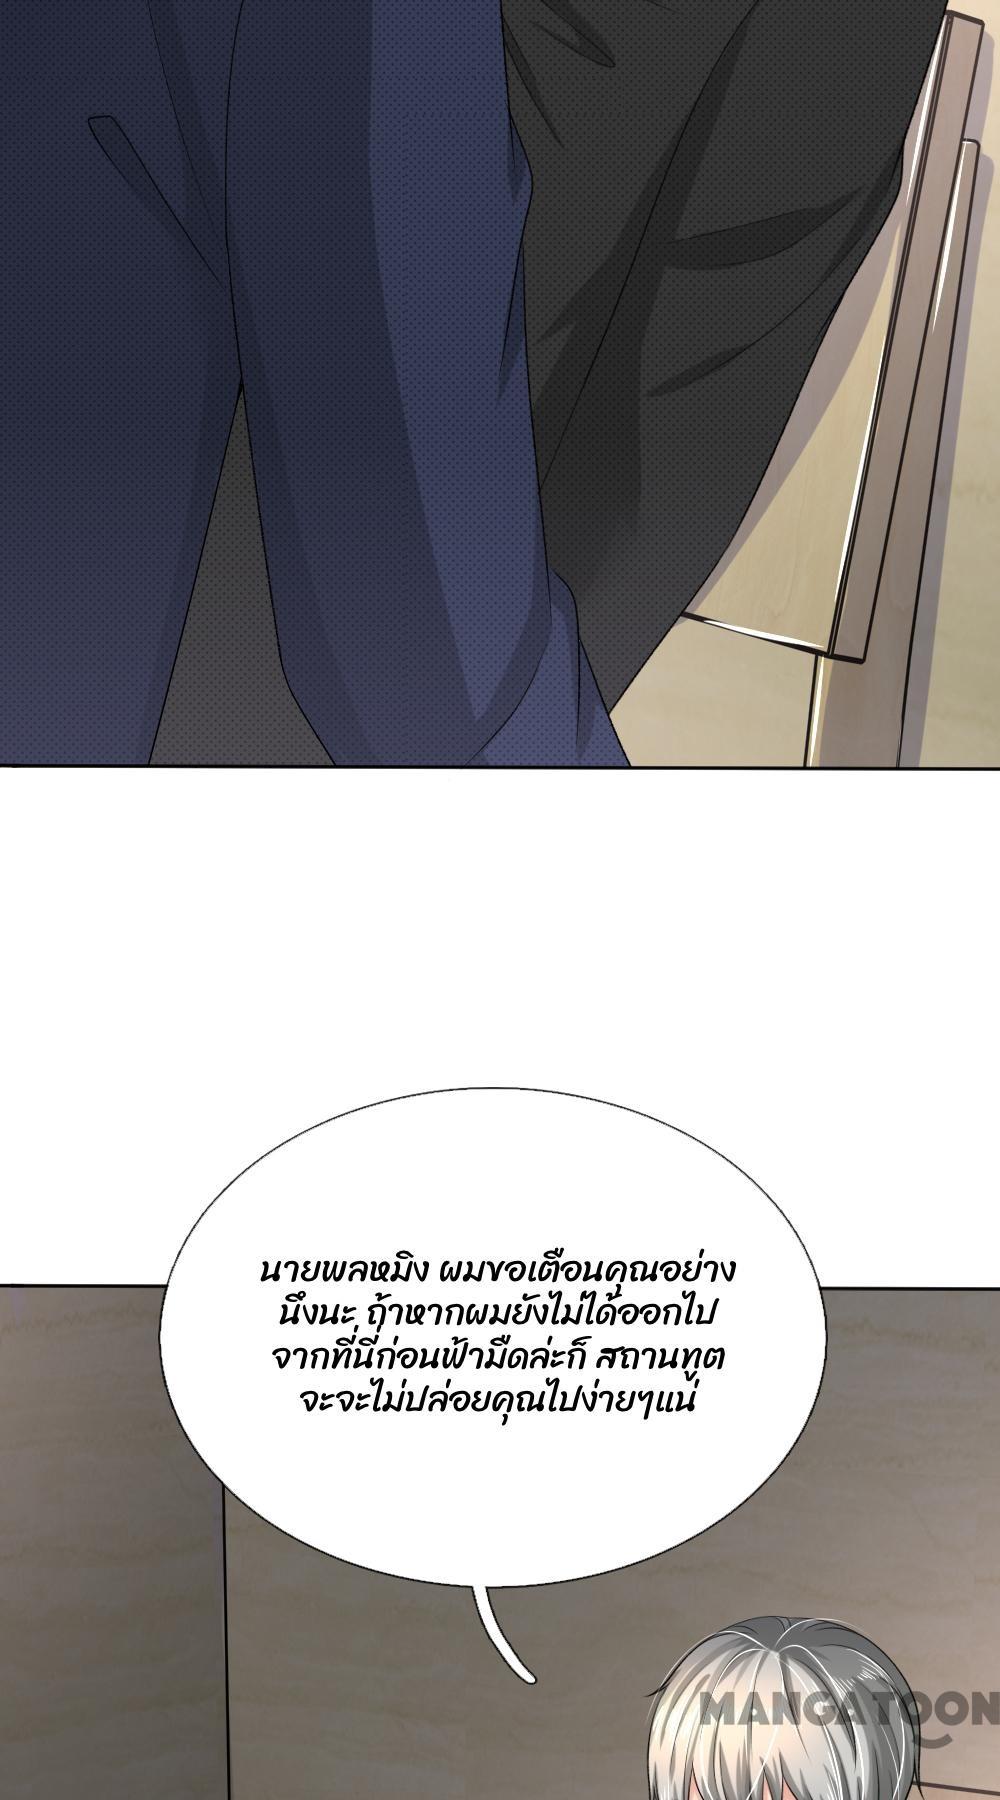 นายพลหมิง ผมขอเตือนคุณอย่าง
นึงนะ ถ้าหากผมยังไม่ได้ออกไป
จากที่นี่ก่อนฟ้ามืดล่ะก็ สถานทูต
จะจะไม่ปล่อยคุณไปง่ายๆแน่
MANGATOON